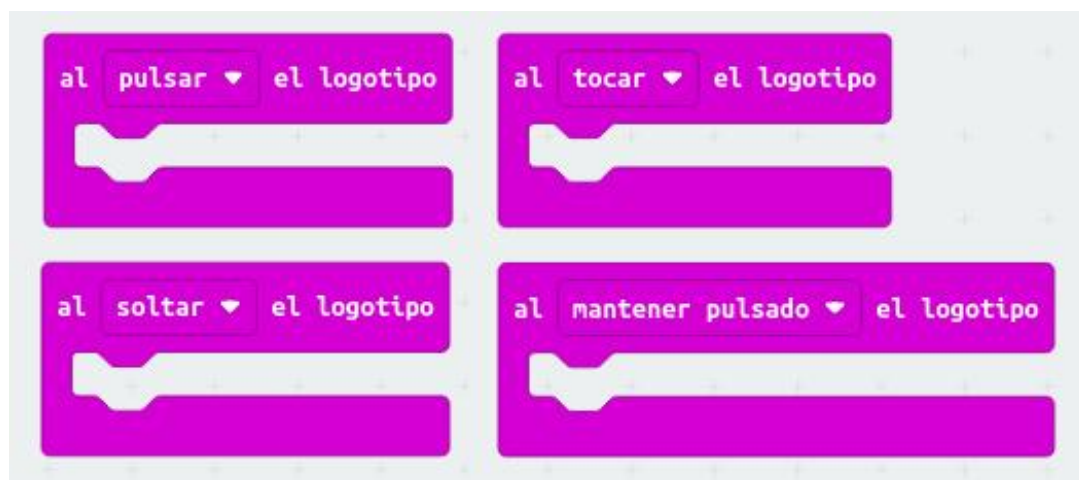 al pulsar el logotipo
al tocar el logotipo
al soltar el logotipo
al mantener pulsado el logotipo